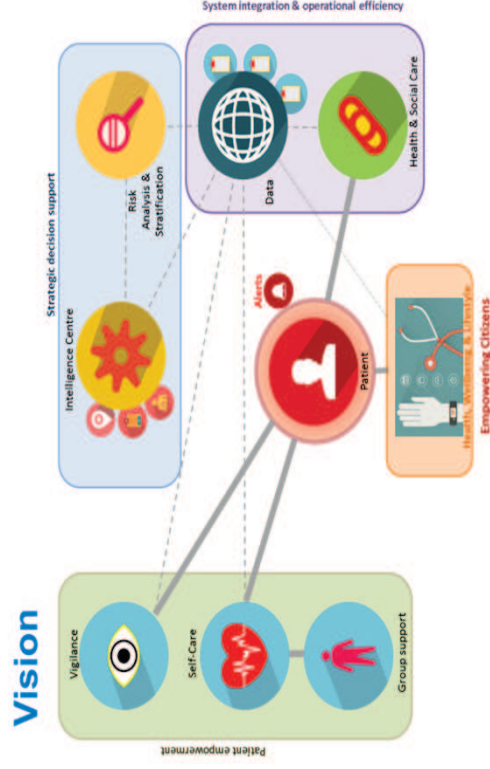 Vision
System integration & operational efficiency
Strategic decision support
Risk
Analysis &
Stratification
Intelligence Centre
Data
Health & Social Care
Alerts
Patient
Vigilance
Self-Care
Group support
Patient empowerment
Health, Wellbeing & Lifestyle
Empowering Citizens